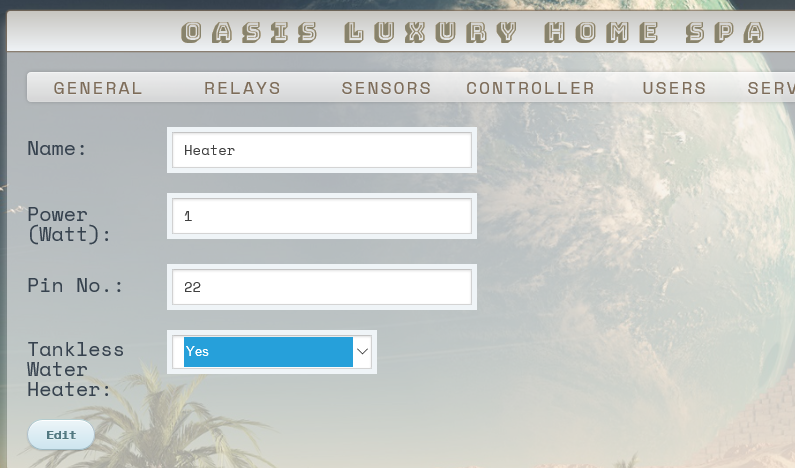 OASIS LUXURY HOME SPA
GENERAL RELAYS SENSORS CONTROLLER USERS
Name: Heater
Power
(Watt): 1
Pin No.: 22
Tankless
Water
Heater: Yes
Edit